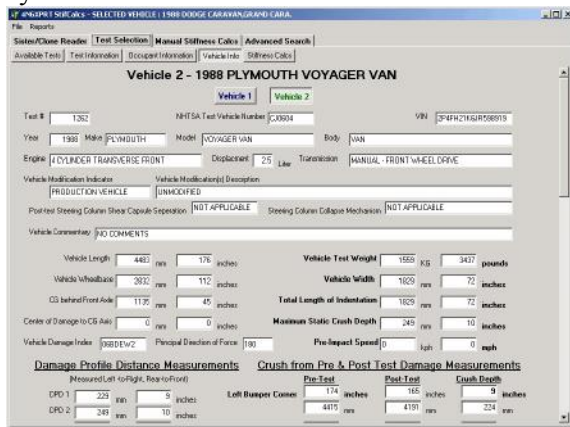 4N6XPRT StifCalcs - SELECTED VEHICLE : 1988 DODGE CARAVAN,GRAND CARA.
File Reports
Sister/Clone Reader Test Selection Manual Stiffness Calcs Advanced Search
Available Tests Test Information Occupant Information Vehicle Info Stiffness Calcs
Vehicle 2 - 1988 PLYMOUTH VOYAGER VAN
Vehicle 1 Vehicle 2
Test # 1262 NHTSA Test Vehicle Number CJ0604 VIN
Year 1988 Make PLYMOUTH Model VOYAGER VAN Body VAN
Engine 4 CYLINDER TRANSVERSE FRONT Displacment 2.5 Liter Transmission MANUAL - FRONT WHEEL DRIVE
Vehicle Modification Indicator Vehicle Modification(s) Description
PRODUCTION VEHICLE UNMODIFIED
Post-test Steering Column Shear Capsule Seperation NOT APPLICABLE Steering Column Collapse Mechanism NOT APPLICABLE
Vehicle Commentary NO COMMENTS
Vehicle Length 4483 mm 176 inches Vehicle Test Weight 1559 KG 3437 pounds
Vehicle Wheelbase 2832 mm 112 inches Vehicle Width 1829 mm 72 inches
CG behind Front Axle 1135 mm 45 inches Total Length of Indentation 1829 mm 72 inches
Center of Damage to CG Axis 0 mm 0 inches Maximum Static Crush Depth 249 mm 10 inches
Vehicle Damage Index 06BDEW2 Principal Direction of Force 180 Pre-Impact Speed 0 kph 0 mph
Damage Profile Distance Measurements Crush from Pre & Post Test Damage Measurements
(Measured Left-to-Right, Rear-to-Front) Pre-Test Post-Test Crush Depth
DPD 1 229 mm 9 inches Left Bumper Corner 174 inches 165 inches 9 inches
DPD 2 249 mm 10 inches 4415 mm 4191 mm 224 mm